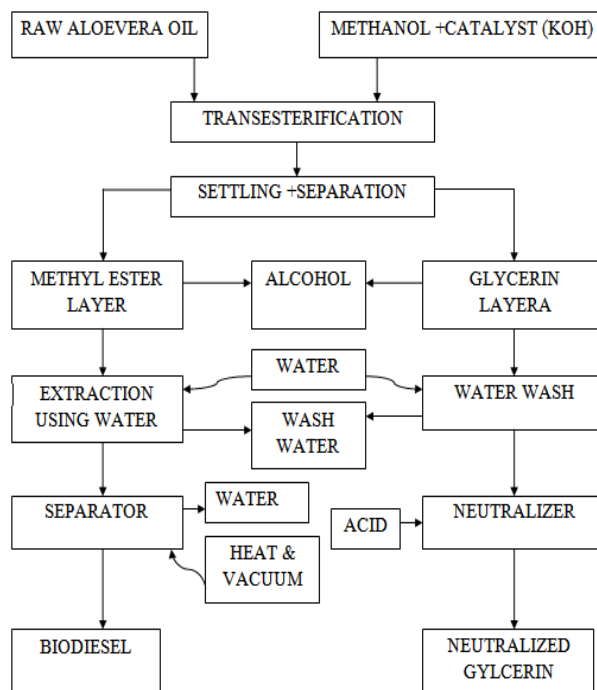 RAW ALOEVERA OIL
METHANOL +CATALYST (KOH)
TRANSESTERIFICATION
SETTLING +SEPARATION
METHYL ESTER
LAYER
ALCOHOL
GLYCERIN
LAYERA
EXTRACTION
USING WATER
WATER
WATER WASH
WASH
WATER
SEPARATOR
WATER
ACID
NEUTRALIZER
HEAT &
VACUUM
BIODIESEL
NEUTRALIZED
GYLCERIN